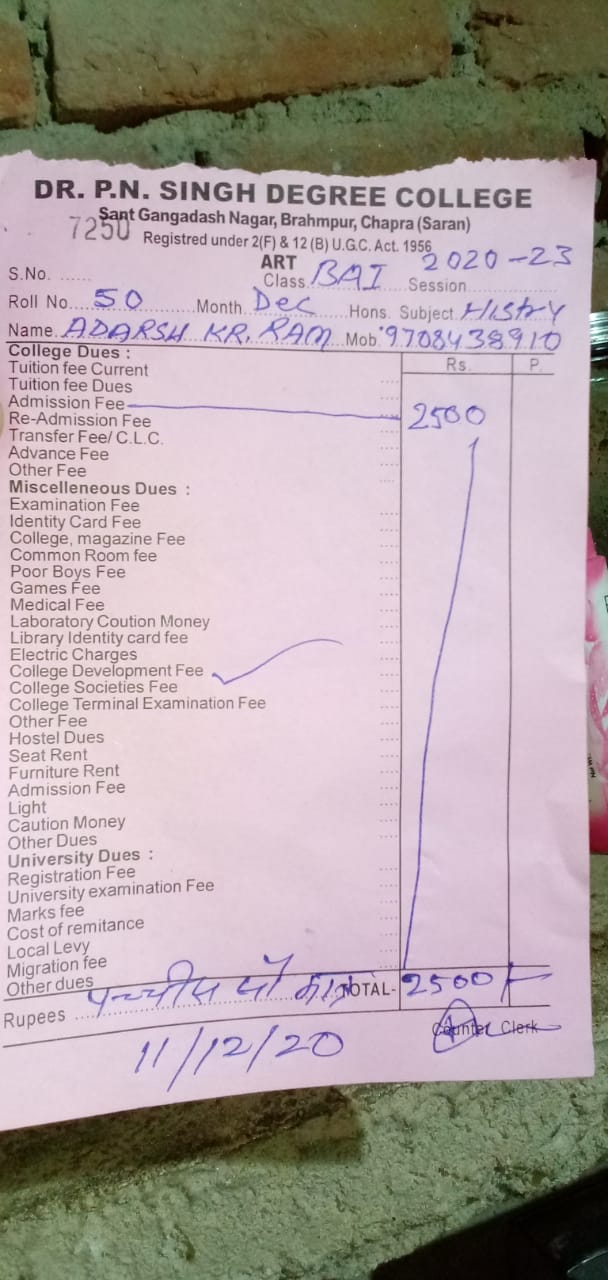 DR. P.N. SINGH DEGREE COLLEGE
Sant Gangadash Nagar, Brahmpur, Chapra (Saran)
7250 Registred under 2(F) & 12 (B) U.G.C. Act. 1956
ART
S.No. ...... Class BAI Session 2020-23
Roll No. 50 Month Dec Hons. Subject History
Name. ADARSH KR. RAM Mob. 9708438910
College Dues : Rs. P.
Tuition fee Current
Tuition fee Dues
Admission Fee 2500
Re-Admission Fee
Transfer Fee/ C.L.C.
Advance Fee
Other Fee
Miscelleneous Dues :
Examination Fee
Identity Card Fee
College, magazine Fee
Common Room fee
Poor Boys Fee
Games Fee
Medical Fee
Laboratory Coution Money
Library Identity card fee
Electric Charges
College Development Fee
College Societies Fee
College Terminal Examination Fee
Other Fee
Hostel Dues
Seat Rent
Furniture Rent
Admission Fee
Light
Caution Money
Other Dues
University Dues :
Registration Fee
University examination Fee
Marks fee
Cost of remitance
Local Levy
Migration fee
Other dues
TOTAL- 2500/-
Rupees पच्चीस सौ मात्र
Counter Clerk
11/12/20